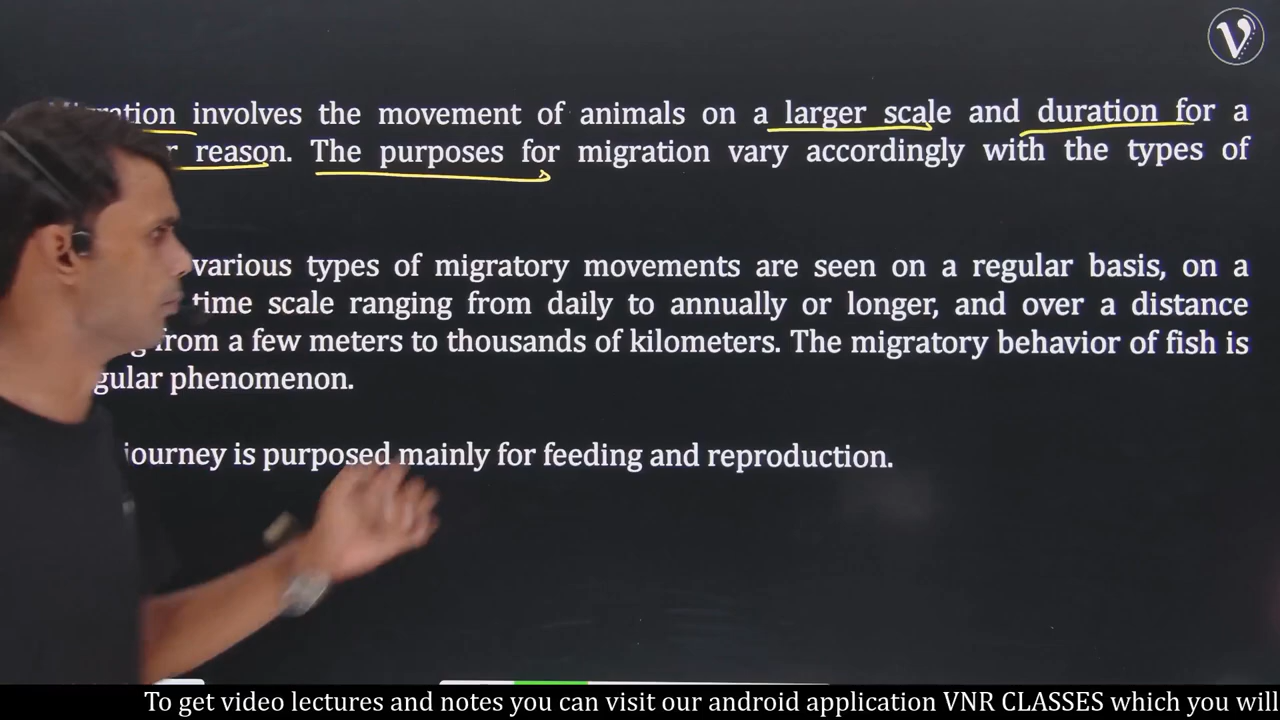 V
Migration involves the movement of animals on a larger scale and duration for a
reason. The purposes for migration vary accordingly with the types of
various types of migratory movements are seen on a regular basis, on a
time scale ranging from daily to annually or longer, and over a distance
from a few meters to thousands of kilometers. The migratory behavior of fish is
phenomenon.
journey is purposed mainly for feeding and reproduction.
To get video lectures and notes you can visit our android application VNR CLASSES which you will